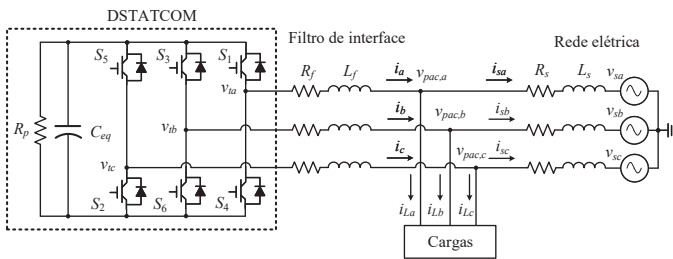 DSTATCOM
Filtro de interface
Rede elétrica
S5 S3 S1
Rf Lf ia vpac,a isa Rs Ls vsa
vta
ib vpac,b isb vsb
Rp Ceq vtb
ic vpac,c isc vsc
vtc
S2 S6 S4
iLa iLb iLc
Cargas